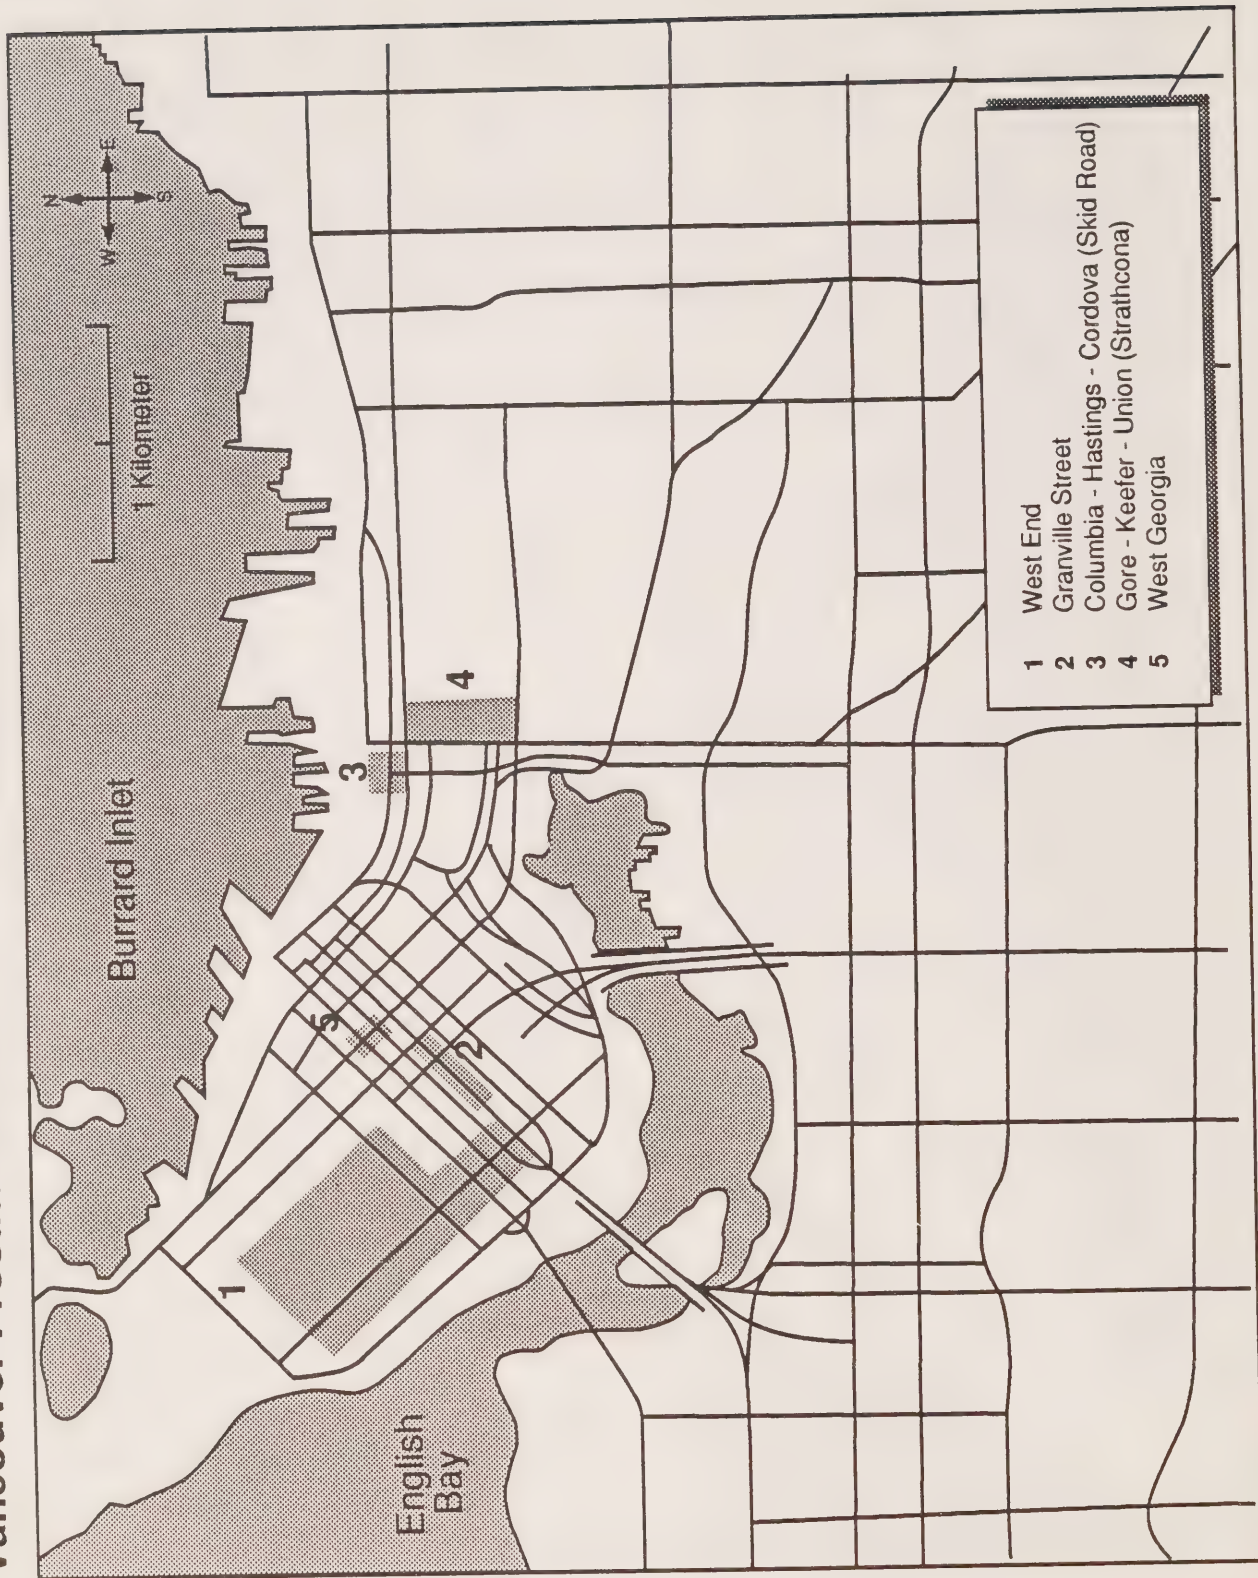 N
W E
S
1 Kilometer
Burrard Inlet
English
Bay
1
2
3
4
5
1 West End
2 Granville Street
3 Columbia - Hastings - Cordova (Skid Road)
4 Gore - Keefer - Union (Strathcona)
5 West Georgia